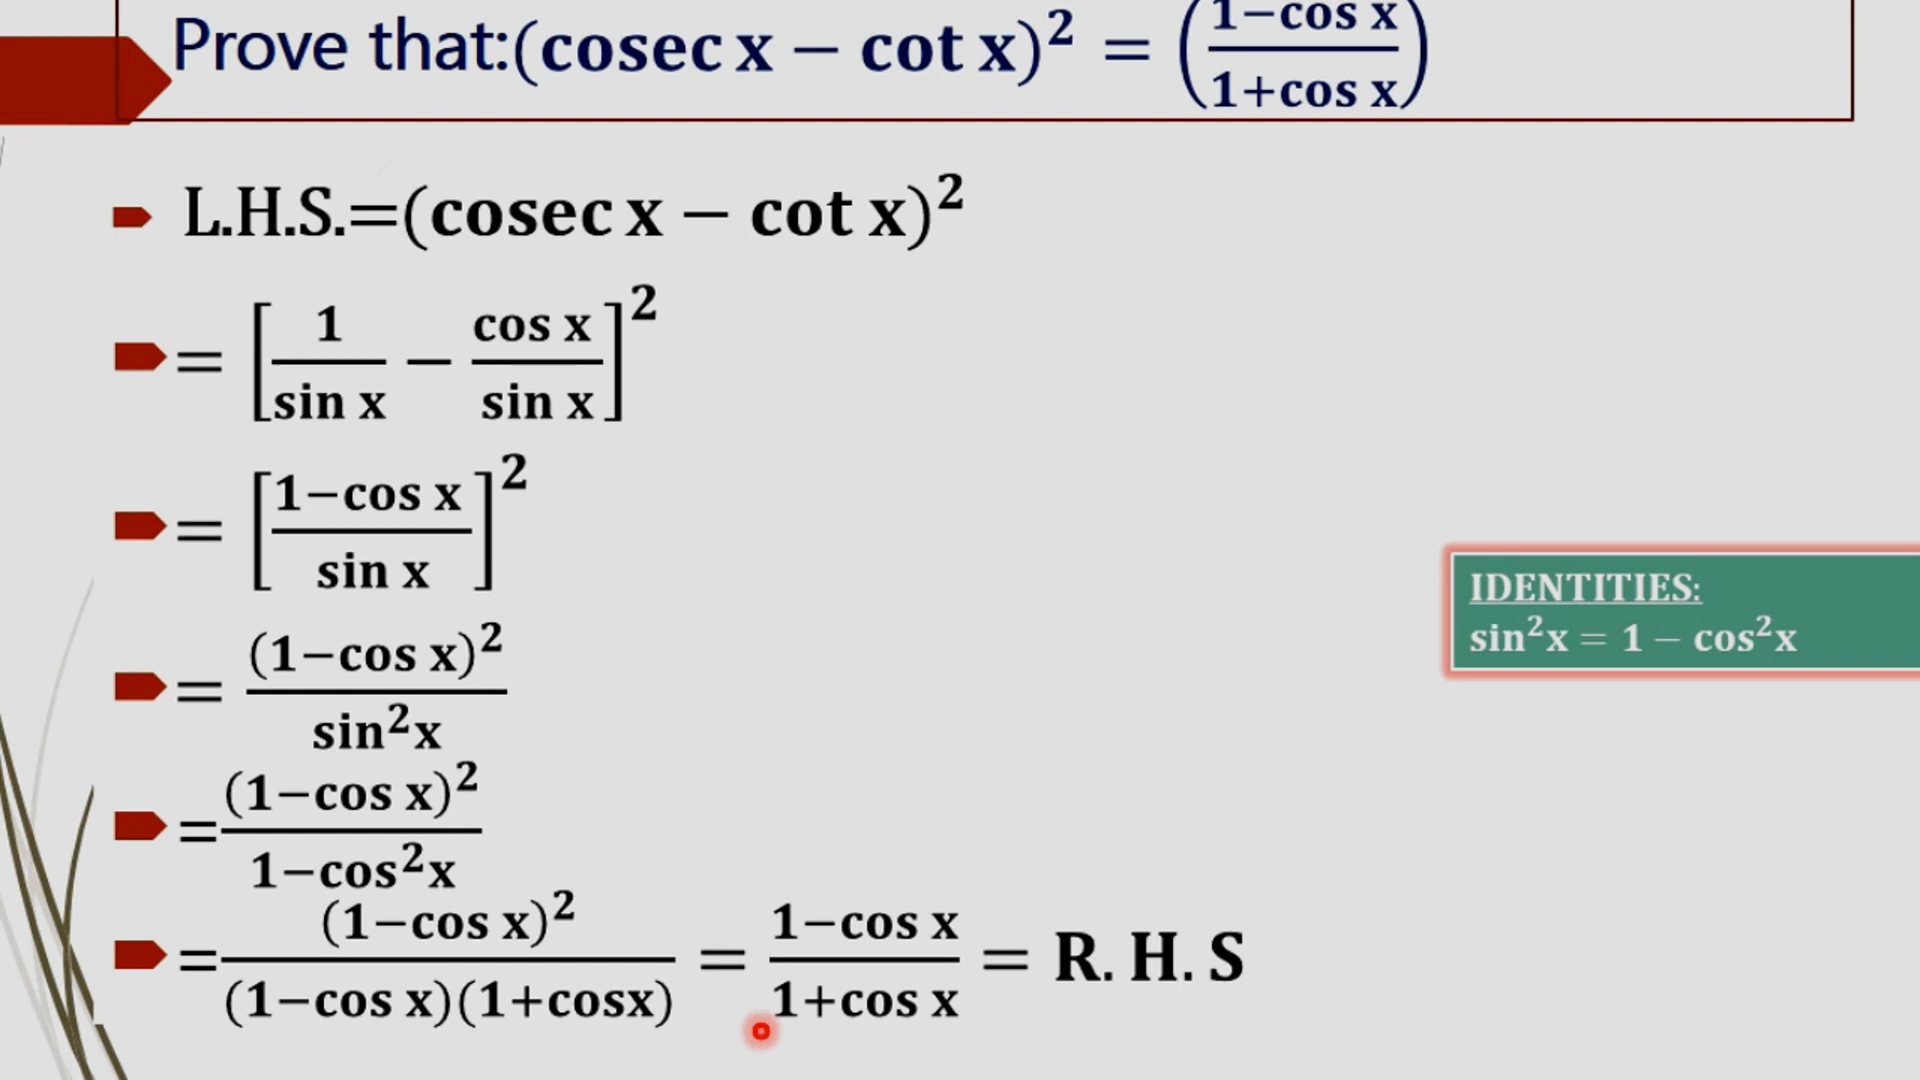 Prove that:(cosec x − cot x)² = (1−cos x / 1+cos x)
L.H.S.=(cosec x − cot x)²
= [1/sin x − cos x/sin x]²
= [1−cos x / sin x]²
= (1−cos x)² / sin²x
=(1−cos x)² / 1−cos²x
=(1−cos x)² / (1−cos x)(1+cosx) = 1−cos x / 1+cos x = R. H. S
IDENTITIES:
sin²x = 1 − cos²x